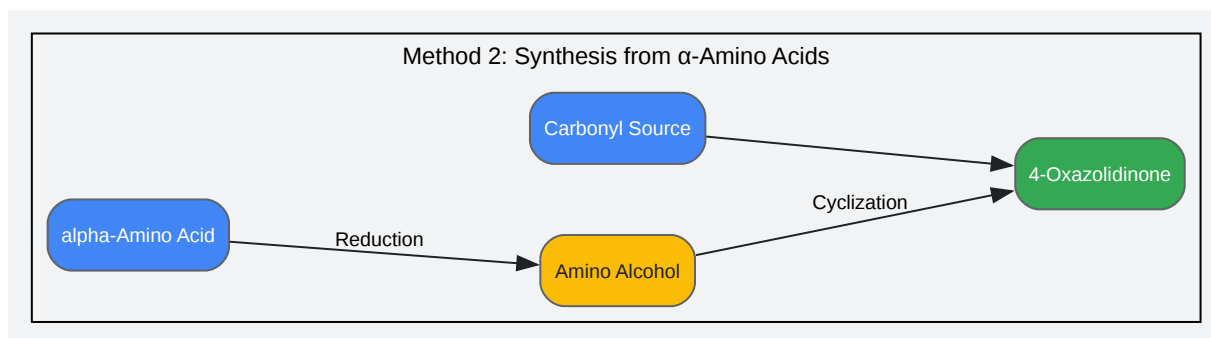 Method 2: Synthesis from α-Amino Acids
Carbonyl Source
4-Oxazolidinone
Cyclization
alpha-Amino Acid
Reduction
Amino Alcohol